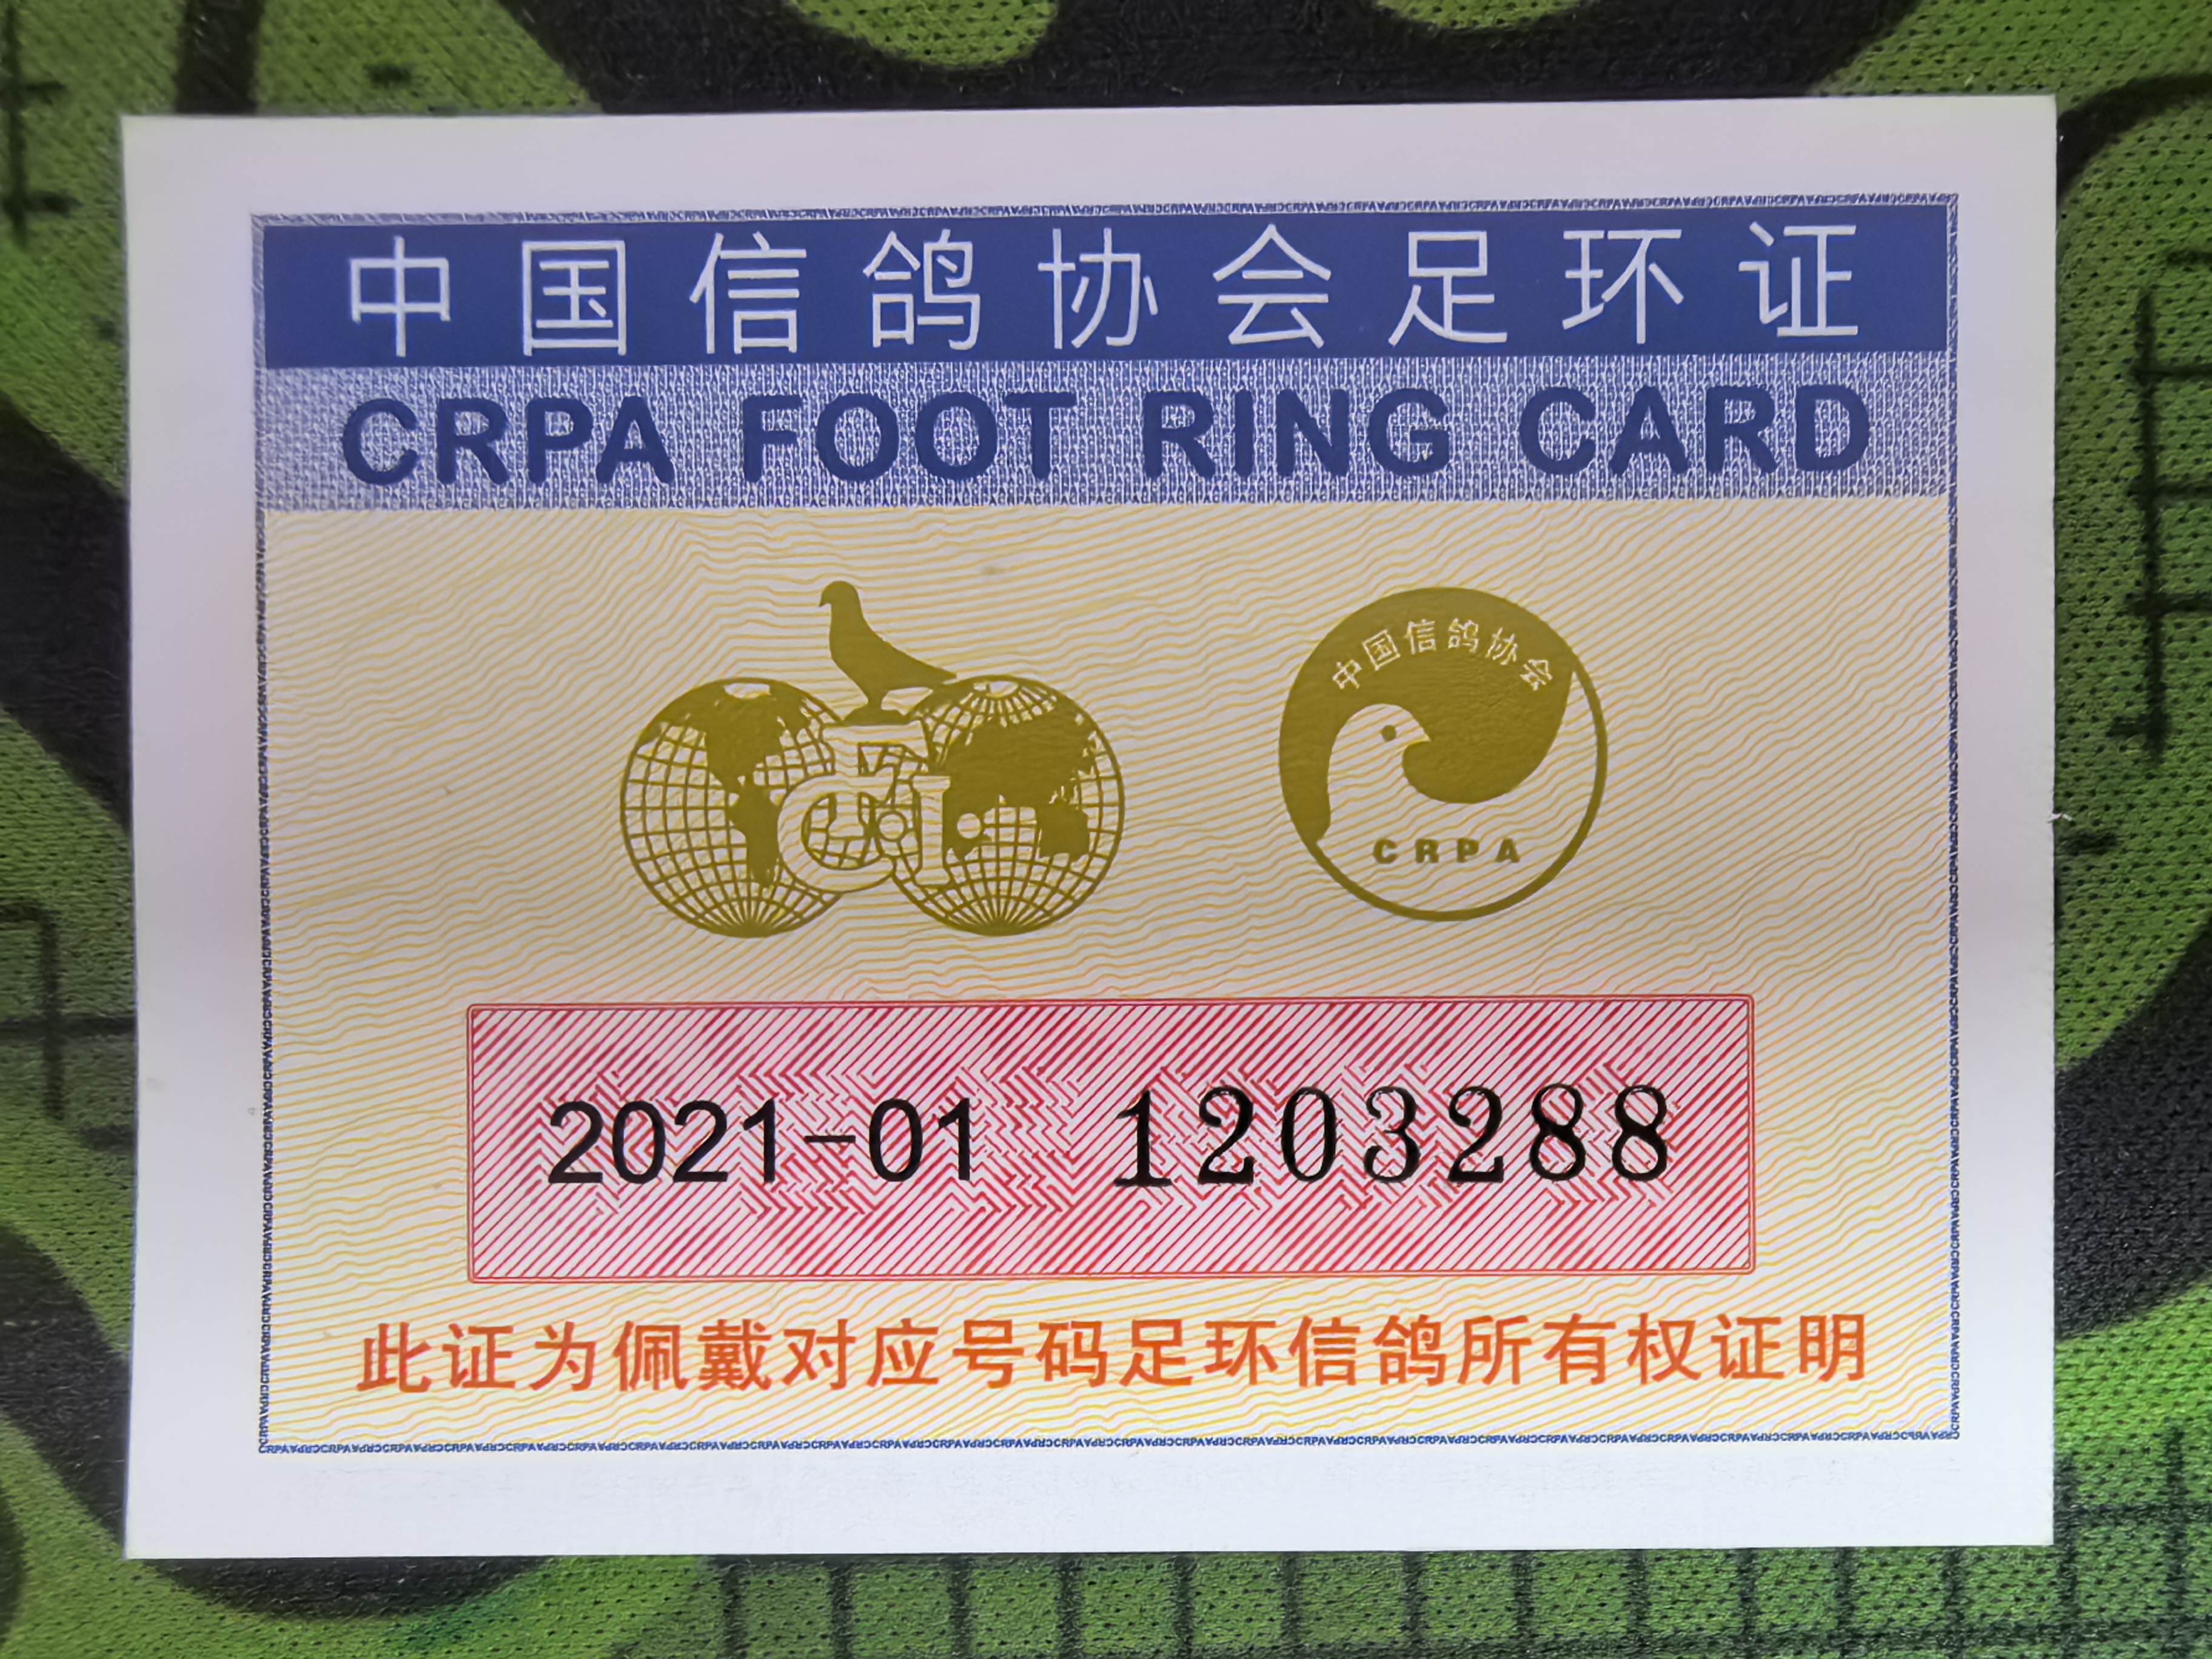 中国信鸽协会足环证
CRPA FOOT RING CARD
中国信鸽协会
CRPA
2021-01 1203288
此证为佩戴对应号码足环信鸽所有权证明